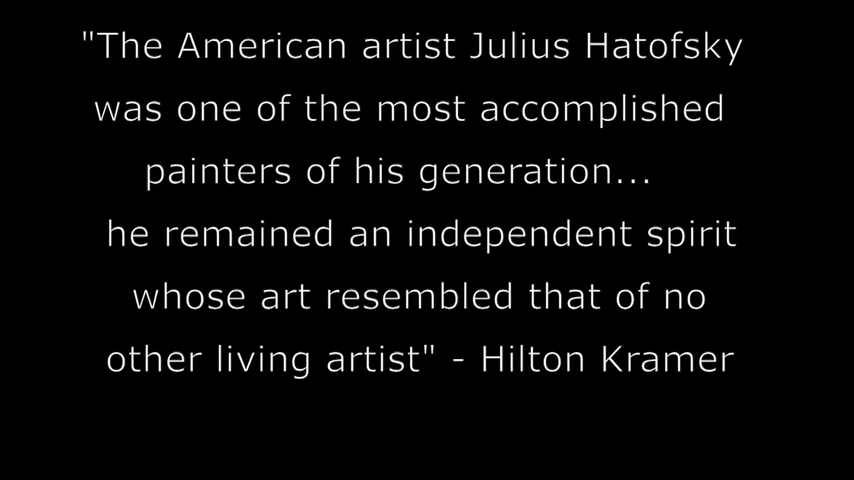 "The American artist Julius Hatofsky
was one of the most accomplished
painters of his generation...
he remained an independent spirit
whose art resembled that of no
other living artist" - Hilton Kramer